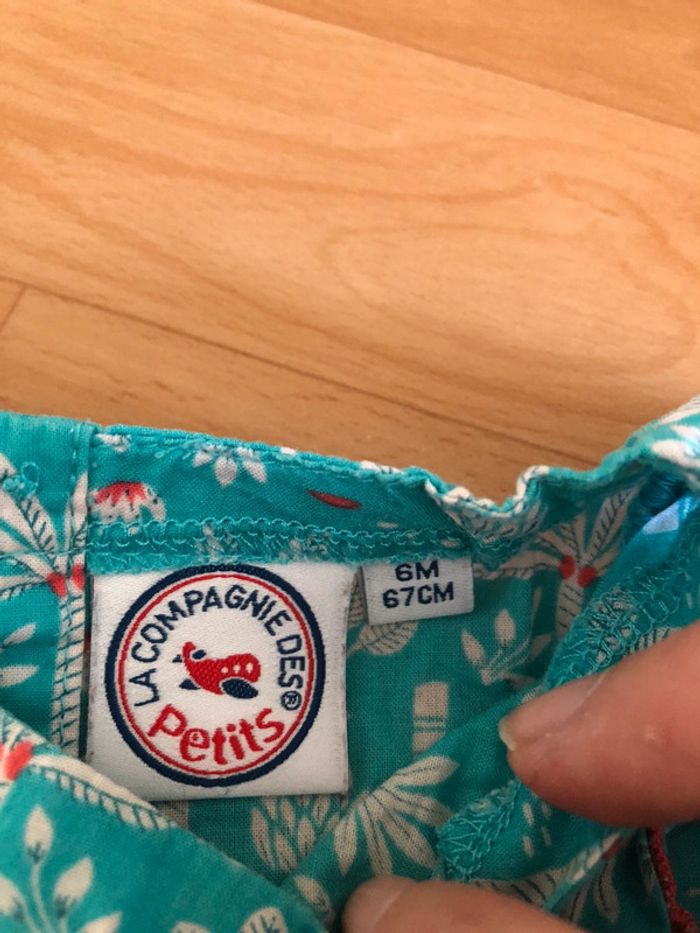 LA COMPAGNIE DES®
Petits
6M
67CM